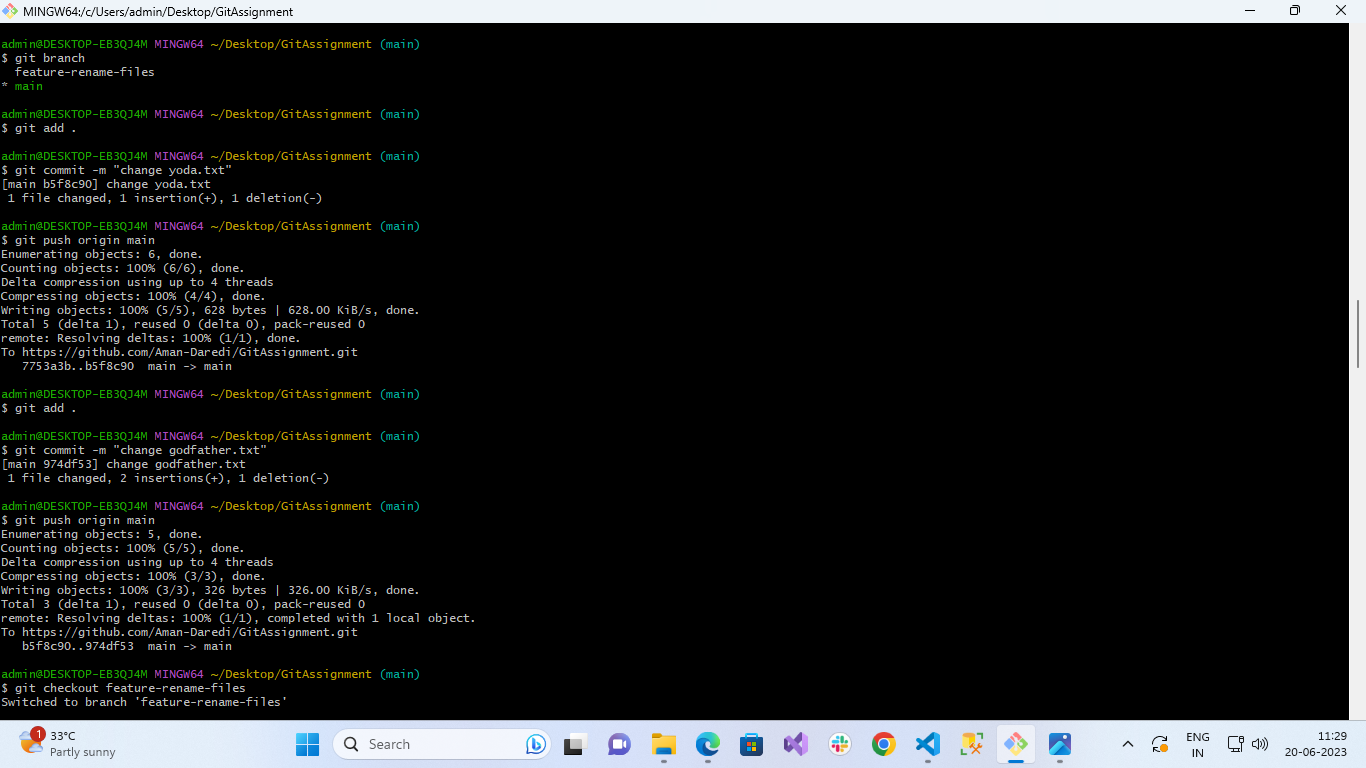 MINGW64:/c/Users/admin/Desktop/GitAssignment
admin@DESKTOP-EB3QJ4M MINGW64 ~/Desktop/GitAssignment (main)
$ git branch
  feature-rename-files
* main
admin@DESKTOP-EB3QJ4M MINGW64 ~/Desktop/GitAssignment (main)
$ git add .
admin@DESKTOP-EB3QJ4M MINGW64 ~/Desktop/GitAssignment (main)
$ git commit -m "change yoda.txt"
[main b5f8c90] change yoda.txt
 1 file changed, 1 insertion(+), 1 deletion(-)
admin@DESKTOP-EB3QJ4M MINGW64 ~/Desktop/GitAssignment (main)
$ git push origin main
Enumerating objects: 6, done.
Counting objects: 100% (6/6), done.
Delta compression using up to 4 threads
Compressing objects: 100% (4/4), done.
Writing objects: 100% (5/5), 628 bytes | 628.00 KiB/s, done.
Total 5 (delta 1), reused 0 (delta 0), pack-reused 0
remote: Resolving deltas: 100% (1/1), done.
To https://github.com/Aman-Daredi/GitAssignment.git
   7753a3b..b5f8c90  main -> main
admin@DESKTOP-EB3QJ4M MINGW64 ~/Desktop/GitAssignment (main)
$ git add .
admin@DESKTOP-EB3QJ4M MINGW64 ~/Desktop/GitAssignment (main)
$ git commit -m "change godfather.txt"
[main 974df53] change godfather.txt
 1 file changed, 2 insertions(+), 1 deletion(-)
admin@DESKTOP-EB3QJ4M MINGW64 ~/Desktop/GitAssignment (main)
$ git push origin main
Enumerating objects: 5, done.
Counting objects: 100% (5/5), done.
Delta compression using up to 4 threads
Compressing objects: 100% (3/3), done.
Writing objects: 100% (3/3), 326 bytes | 326.00 KiB/s, done.
Total 3 (delta 1), reused 0 (delta 0), pack-reused 0
remote: Resolving deltas: 100% (1/1), completed with 1 local object.
To https://github.com/Aman-Daredi/GitAssignment.git
   b5f8c90..974df53  main -> main
admin@DESKTOP-EB3QJ4M MINGW64 ~/Desktop/GitAssignment (main)
$ git checkout feature-rename-files
Switched to branch 'feature-rename-files'
1
33°C
Partly sunny
Search
ENG
IN
11:29
20-06-2023